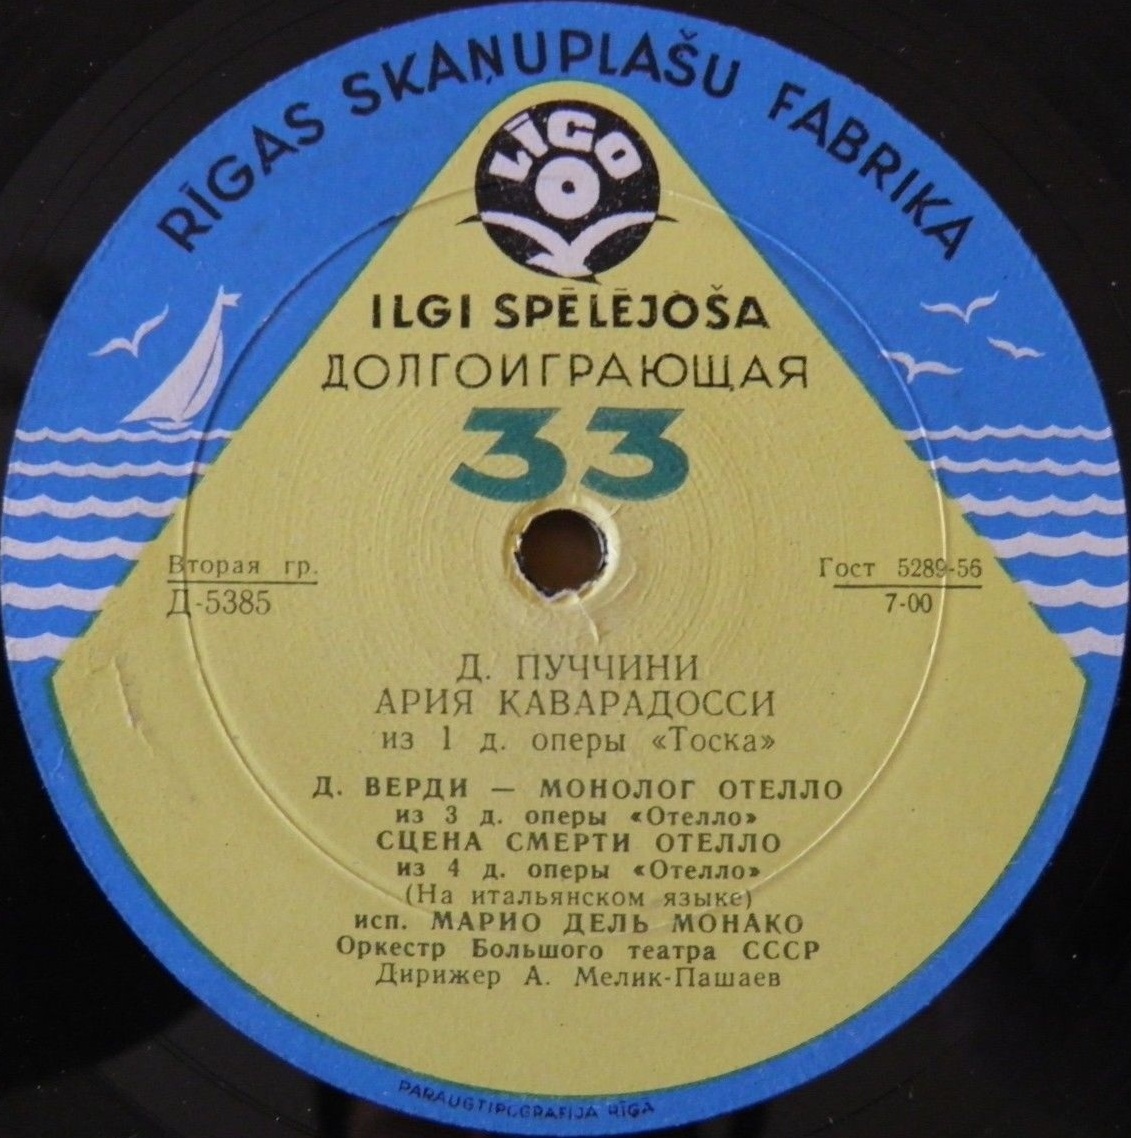 RĪGAS SKAŅUPLAŠU FABRIKA
LĪGO
ILGI SPĒLĒJOŠA
ДОЛГОИГРАЮЩАЯ
33
Вторая гр.
Д-5385
Гост 5289-56
7-00
Д. ПУЧЧИНИ
АРИЯ КАВАРАДОССИ
из 1 д. оперы «Тоска»
Д. ВЕРДИ — МОНОЛОГ ОТЕЛЛО
из 3 д. оперы «Отелло»
СЦЕНА СМЕРТИ ОТЕЛЛО
из 4 д. оперы «Отелло»
(На итальянском языке)
исп. МАРИО ДЕЛЬ МОНАКО
Оркестр Большого театра СССР
Дирижер А. Мелик-Пашаев
PARAUGTIPOGRAFIJA RĪGĀ